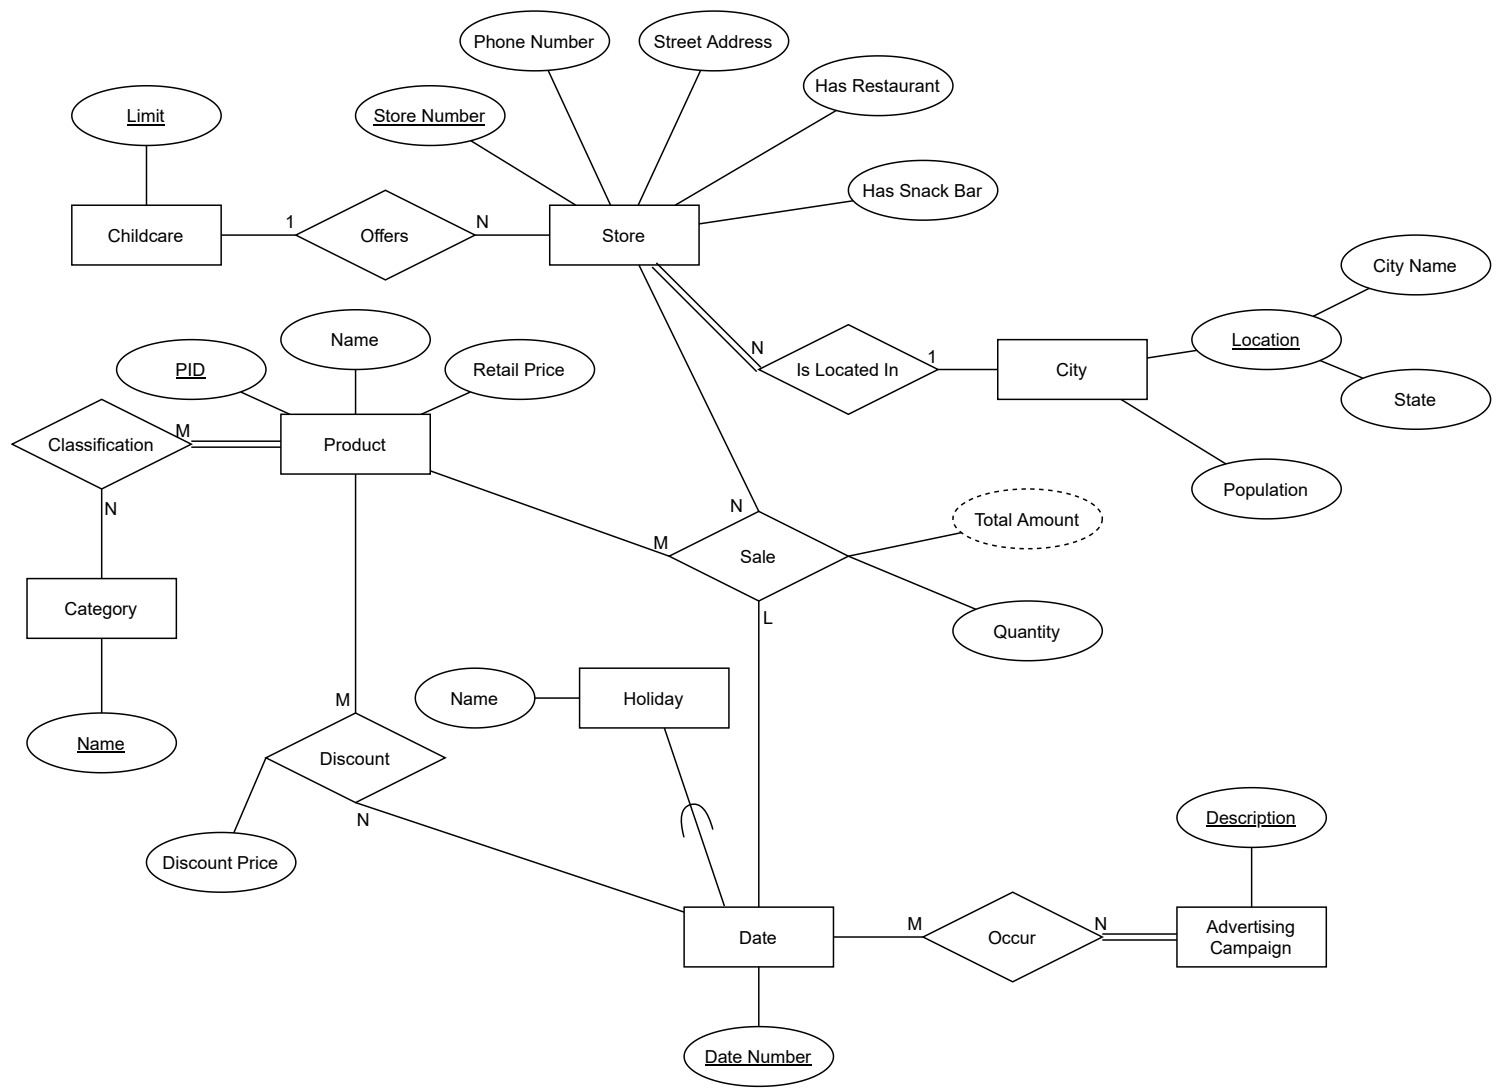 Phone Number
Street Address
Has Restaurant
Limit
Store Number
Has Snack Bar
Childcare
1
Offers
N
Store
City Name
Name
PID
Retail Price
N
Is Located In
1
City
Location
State
Classification
M
Product
Population
N
N
Total Amount
M
Sale
Category
L
Quantity
M
Name
Holiday
Name
Discount
N
Discount Price
Description
Date
M
Occur
N
Advertising
Campaign
Date Number